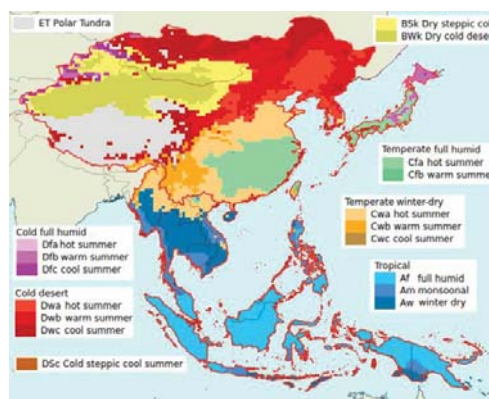 ET Polar Tundra
BSk Dry steppic col
BWk Dry cold desert
Temperate full humid
Cfa hot summer
Cfb warm summer
Temperate winter-dry
Cwa hot summer
Cwb warm summer
Cwc cool summer
Cold full humid
Dfa hot summer
Dfb warm summer
Dfc cool summer
Tropical
Af full humid
Am monsoonal
Aw winter dry
Cold desert
Dwa hot summer
Dwb warm summer
Dwc cool summer
DSc Cold steppic cool summer